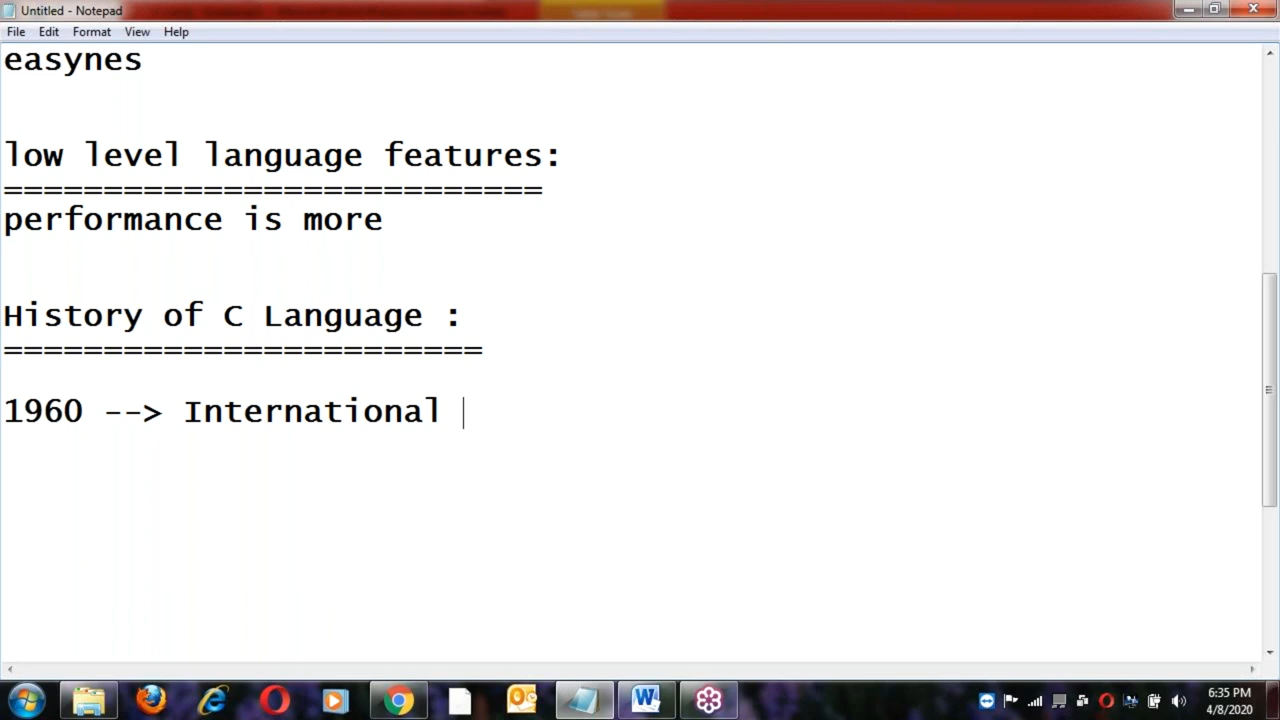 Untitled - Notepad
File Edit Format View Help
easynes
low level language features:
===========================
performance is more
History of C Language :
========================
1960 --> International
6:35 PM
4/8/2020